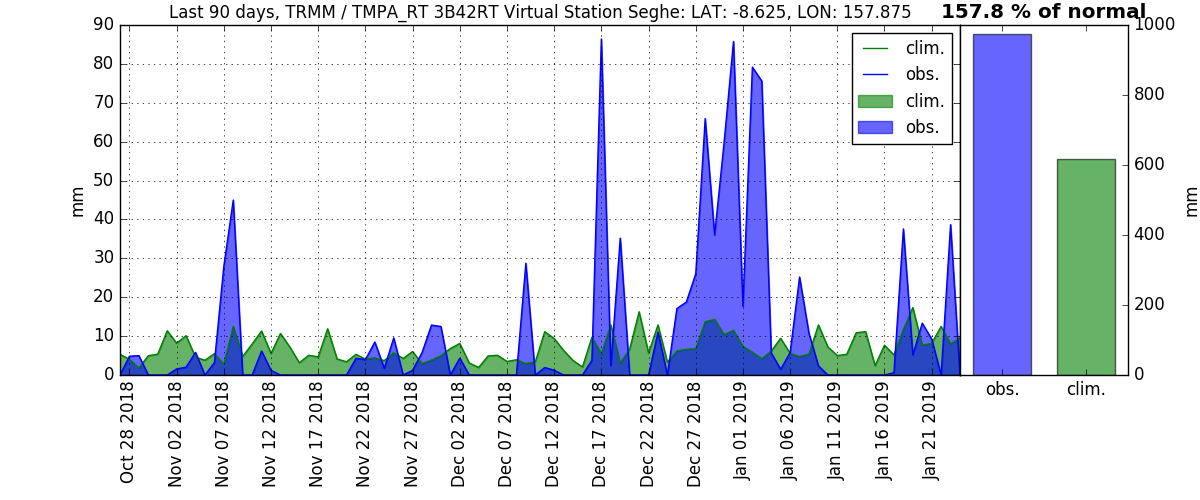 Last 90 days, TRMM / TMPA_RT 3B42RT Virtual Station Seghe: LAT: -8.625, LON: 157.875
157.8 % of normal
90
80
70
60
50
40
30
20
10
0
mm
clim.
obs.
clim.
obs.
Oct 28 2018
Nov 02 2018
Nov 07 2018
Nov 12 2018
Nov 17 2018
Nov 22 2018
Nov 27 2018
Dec 02 2018
Dec 07 2018
Dec 12 2018
Dec 17 2018
Dec 22 2018
Dec 27 2018
Jan 01 2019
Jan 06 2019
Jan 11 2019
Jan 16 2019
Jan 21 2019
1000
800
600
400
200
0
mm
obs.
clim.